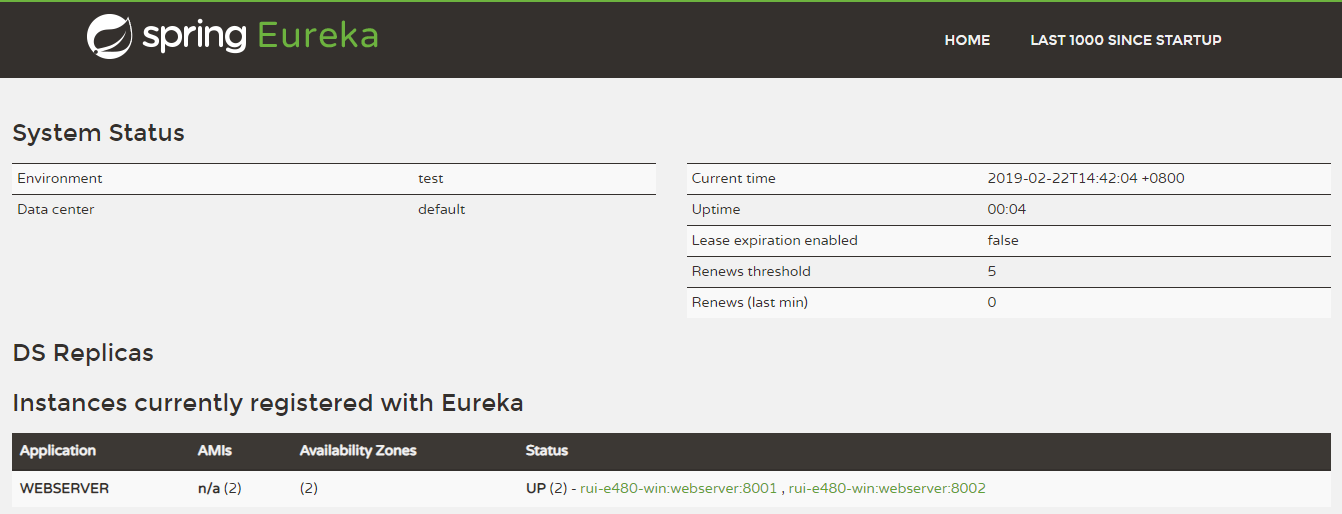 spring Eureka HOME LAST 1000 SINCE STARTUP
System Status
Environment test
Data center default
Current time 2019-02-22T14:42:04 +0800
Uptime 00:04
Lease expiration enabled false
Renews threshold 5
Renews (last min) 0
DS Replicas
Instances currently registered with Eureka
Application AMIs Availability Zones Status
WEBSERVER n/a (2) (2) UP (2) - rui-e480-win:webserver:8001 , rui-e480-win:webserver:8002